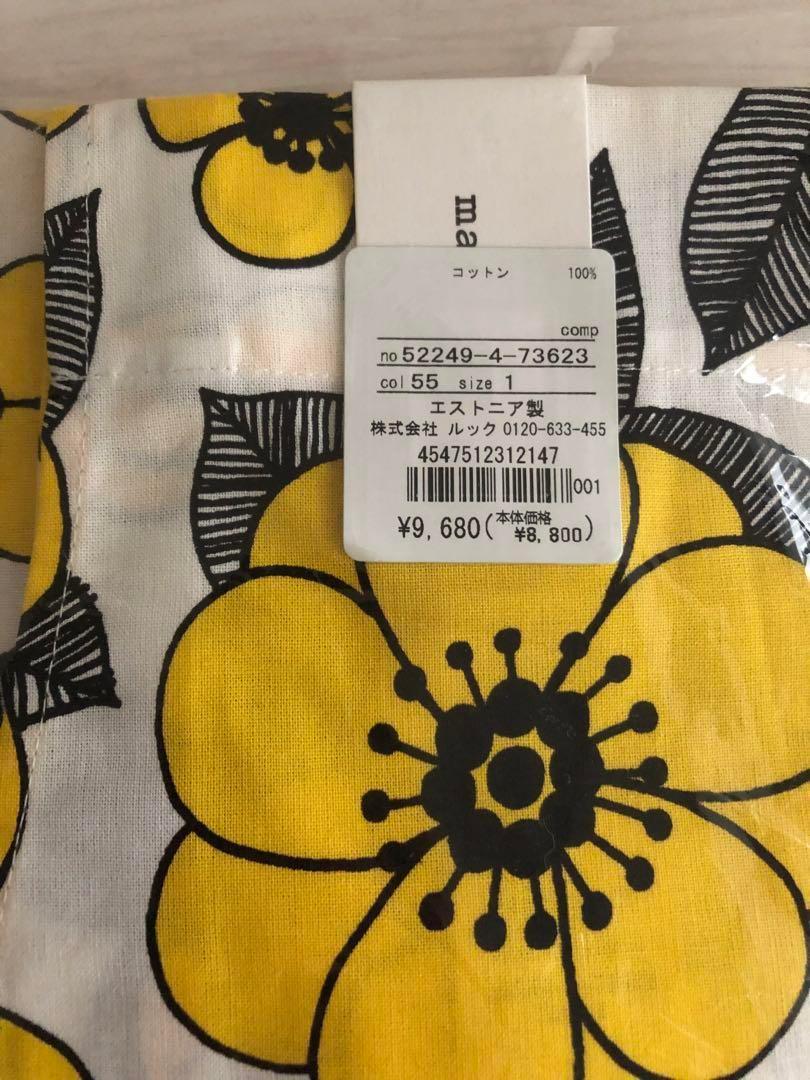 ma
コットン 100%
comp
no 52249-4-73623
col 55 size 1
エストニア製
株式会社 ルック 0120-633-455
4547512312147
001
¥9,680(本体価格 ¥8,800)